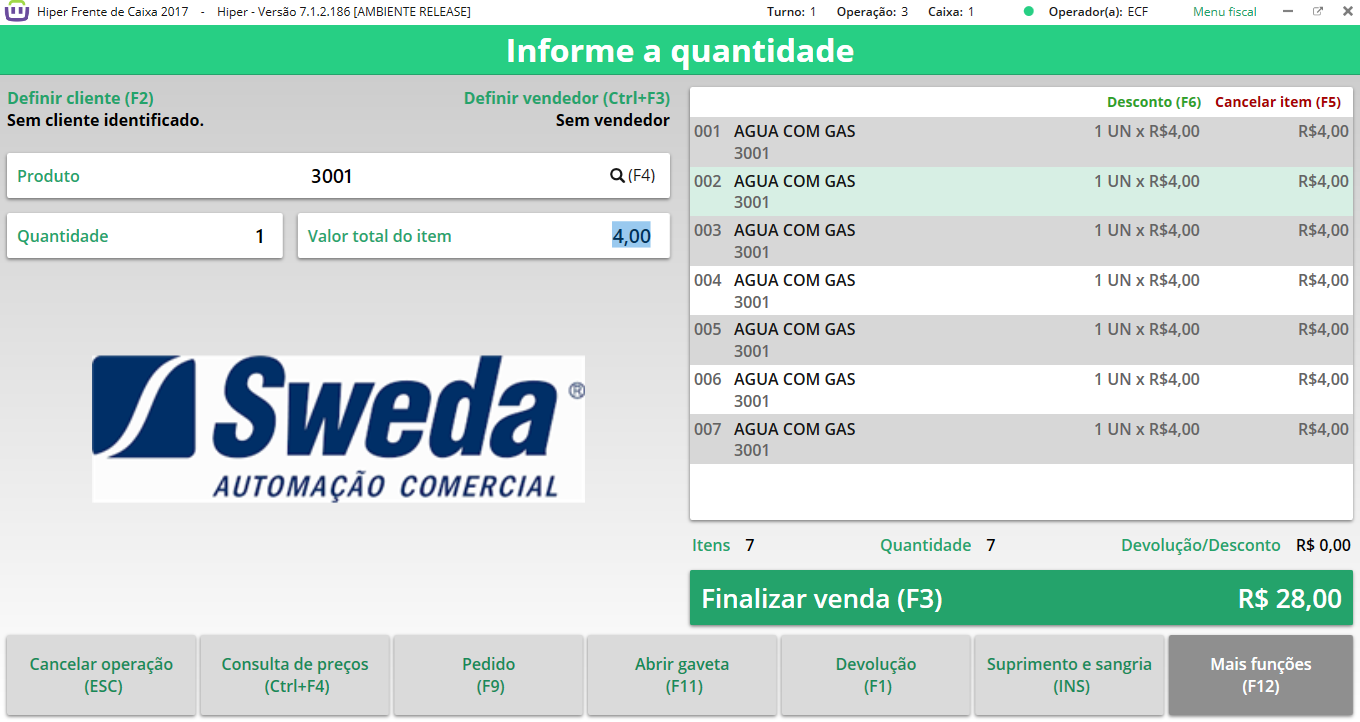 Hiper Frente de Caixa 2017 - Hiper - Versão 7.1.2.186 [AMBIENTE RELEASE] Turno: 1 Operação: 3 Caixa: 1 Operador(a): ECF Menu fiscal
Informe a quantidade
Definir cliente (F2) Definir vendedor (Ctrl+F3)
Sem cliente identificado. Sem vendedor
Produto 3001 (F4)
Quantidade 1 Valor total do item 4,00
Sweda ®
AUTOMAÇÃO COMERCIAL
Desconto (F6) Cancelar item (F5)
001 AGUA COM GAS 1 UN x R$4,00 R$4,00
3001
002 AGUA COM GAS 1 UN x R$4,00 R$4,00
3001
003 AGUA COM GAS 1 UN x R$4,00 R$4,00
3001
004 AGUA COM GAS 1 UN x R$4,00 R$4,00
3001
005 AGUA COM GAS 1 UN x R$4,00 R$4,00
3001
006 AGUA COM GAS 1 UN x R$4,00 R$4,00
3001
007 AGUA COM GAS 1 UN x R$4,00 R$4,00
3001
Itens 7 Quantidade 7 Devolução/Desconto R$ 0,00
Finalizar venda (F3) R$ 28,00
Cancelar operação Consulta de preços Pedido Abrir gaveta Devolução Suprimento e sangria Mais funções
(ESC) (Ctrl+F4) (F9) (F11) (F1) (INS) (F12)